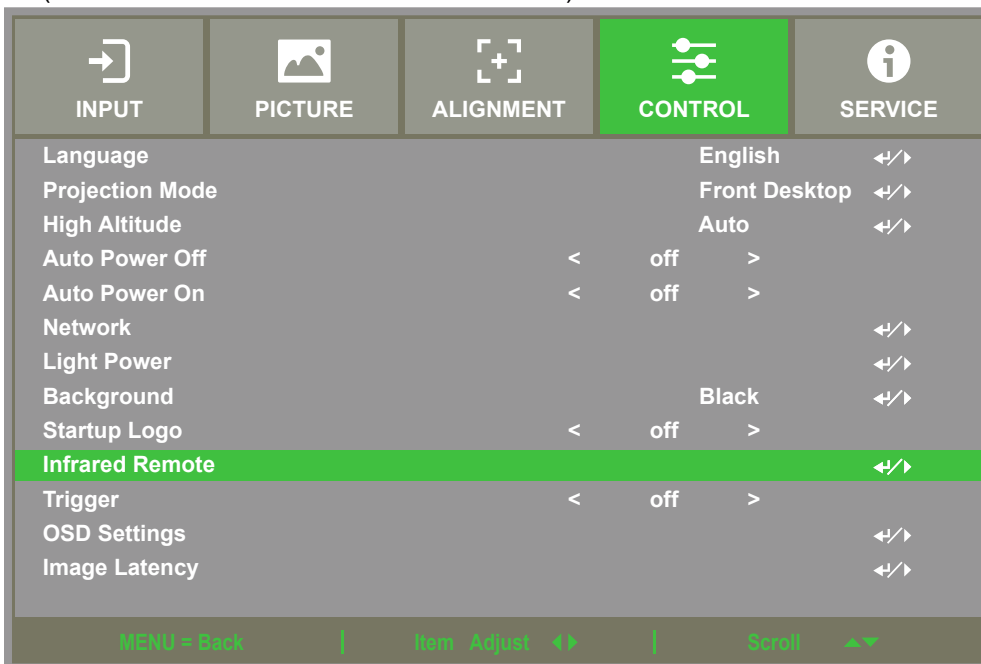 INPUT PICTURE ALIGNMENT CONTROL SERVICE
Language English
Projection Mode Front Desktop
High Altitude Auto
Auto Power Off < off >
Auto Power On < off >
Network
Light Power
Background Black
Startup Logo < off >
Infrared Remote
Trigger < off >
OSD Settings
Image Latency
MENU = Back | Item Adjust | Scroll